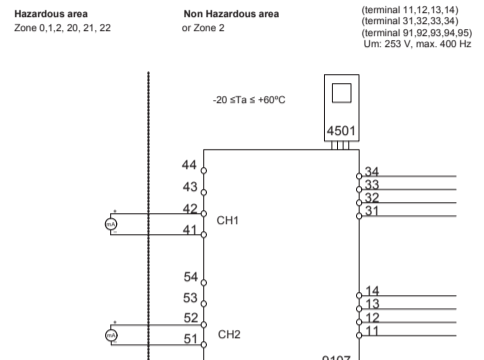 Hazardous area
Zone 0,1,2, 20, 21, 22
Non Hazardous area
or Zone 2
(terminal 11,12,13,14)
(terminal 31,32,33,34)
(terminal 91,92,93,94,95)
Um: 253 V, max. 400 Hz
-20 ≤Ta ≤ +60ºC
4501
44
43
42
41
CH1
+
mA
-
34
33
32
31
54
53
52
51
CH2
+
mA
-
14
13
12
11
9107